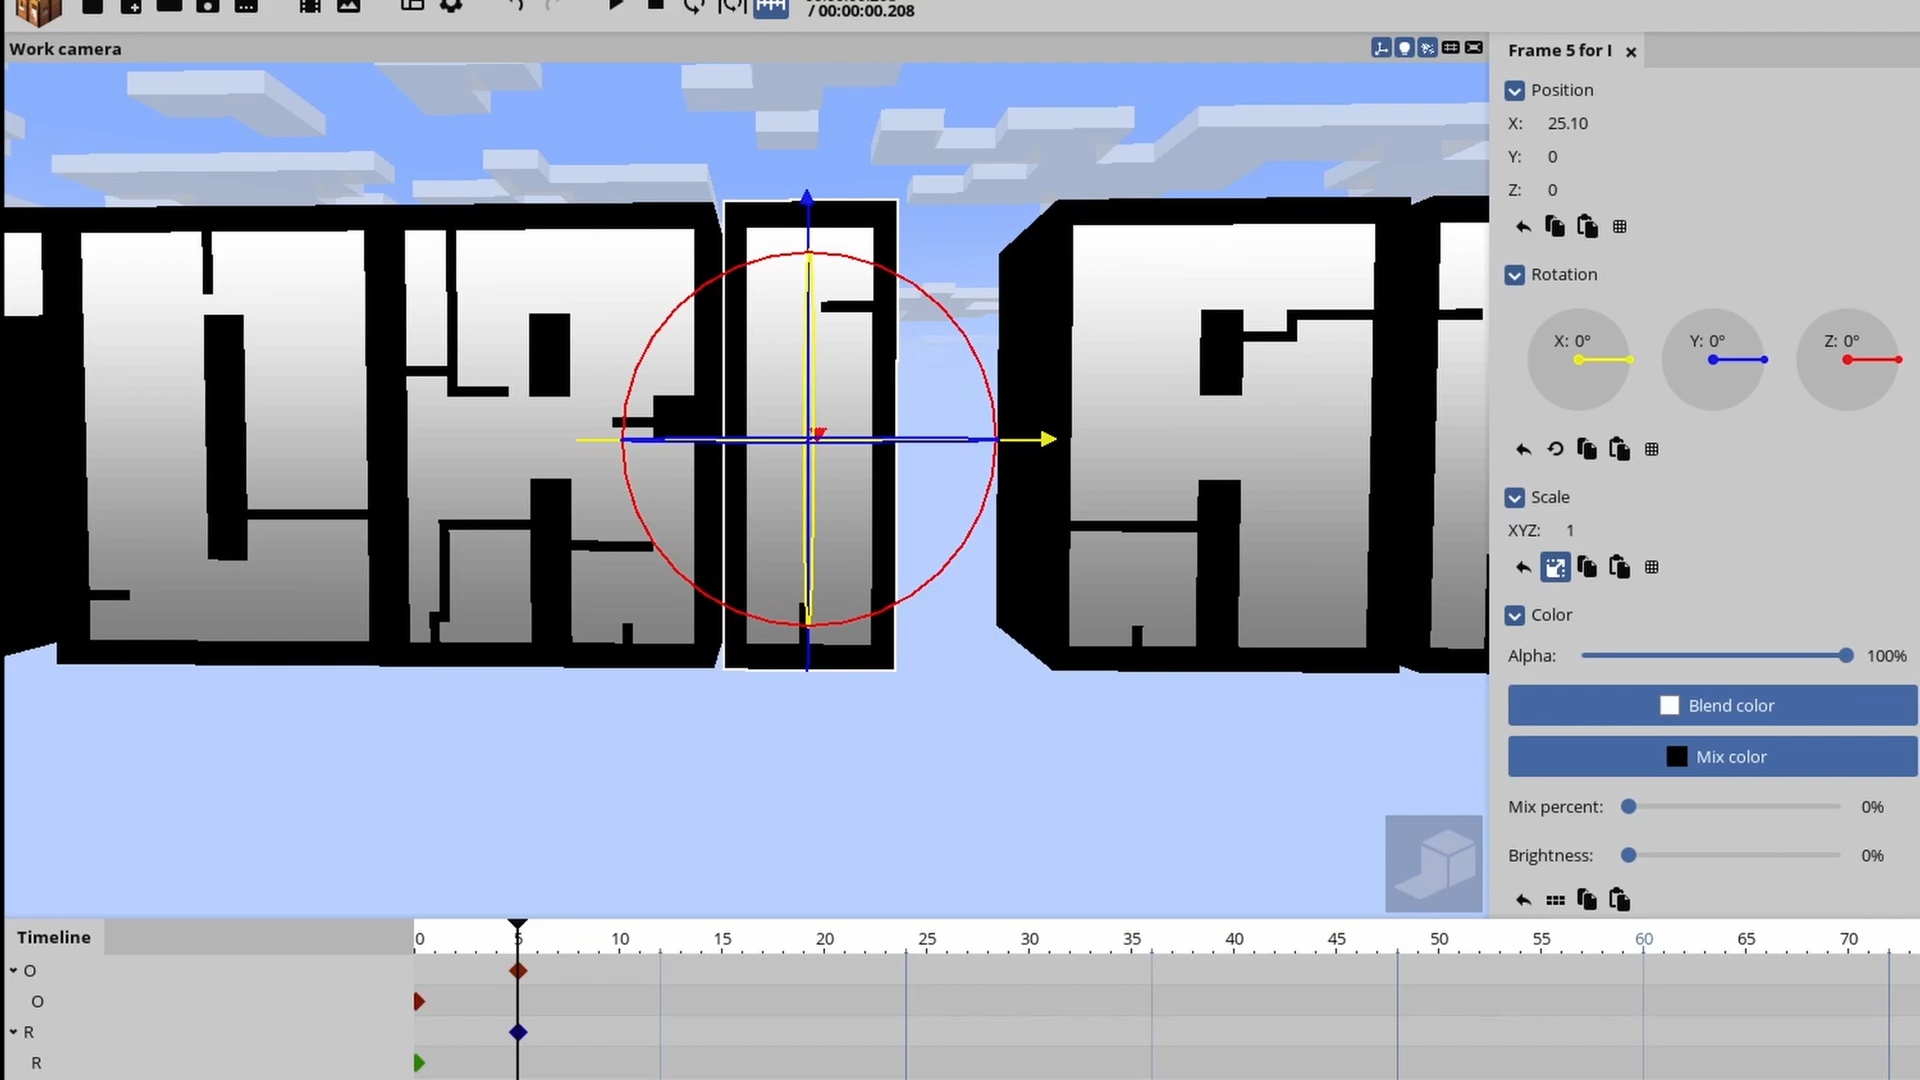 / 00:00:00.208
Work camera
Frame 5 for I
Position
X: 25.10
Y: 0
Z: 0
Rotation
X: 0° Y: 0° Z: 0°
Scale
XYZ: 1
Color
Alpha: 100%
Blend color
Mix color
Mix percent: 0%
Brightness: 0%
Timeline
0 5 10 15 20 25 30 35 40 45 50 55 60 65 70
O
O
R
R